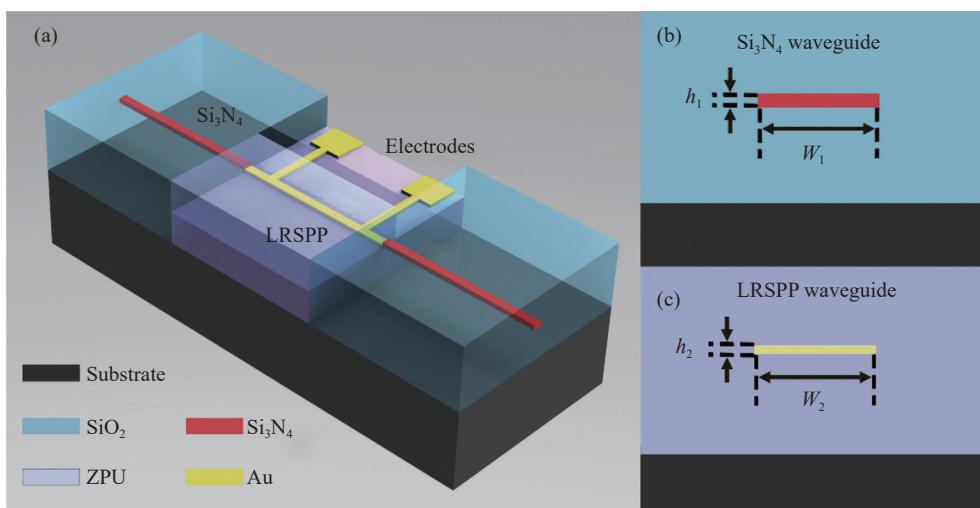 (a)
Si₃N₄
Electrodes
LRSPP
Substrate
SiO₂
Si₃N₄
ZPU
Au
(b)
Si₃N₄ waveguide
h₁
W₁
(c)
LRSPP waveguide
h₂
W₂